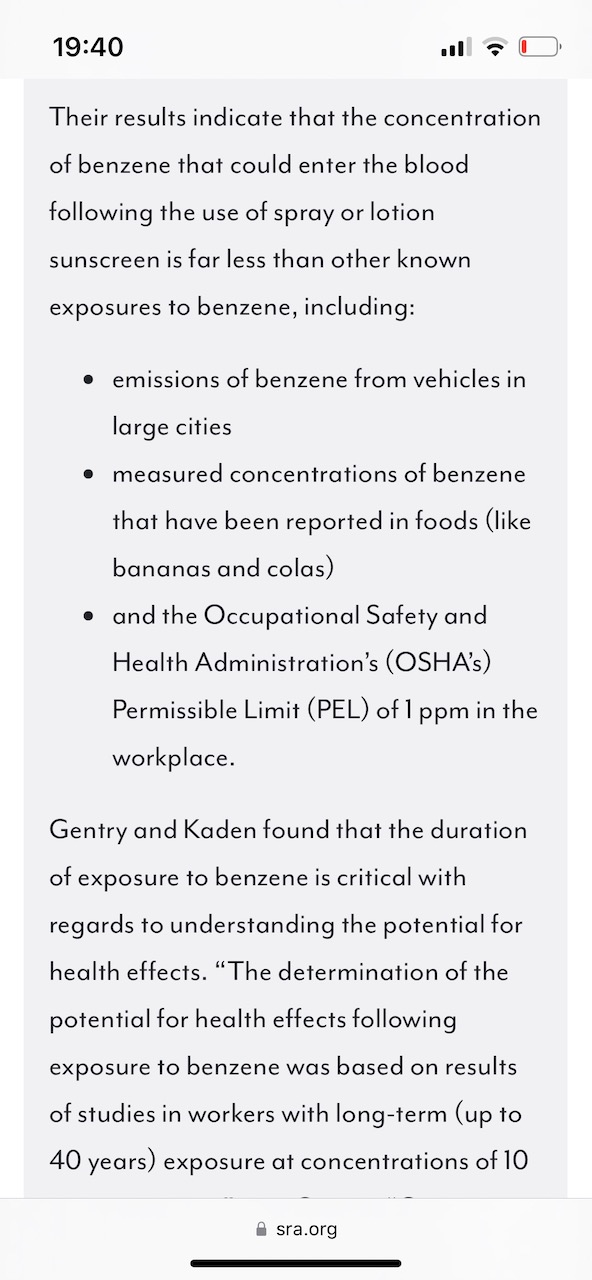 19:40
Their results indicate that the concentration
of benzene that could enter the blood
following the use of spray or lotion
sunscreen is far less than other known
exposures to benzene, including:
• emissions of benzene from vehicles in
large cities
• measured concentrations of benzene
that have been reported in foods (like
bananas and colas)
• and the Occupational Safety and
Health Administration’s (OSHA’s)
Permissible Limit (PEL) of 1 ppm in the
workplace.
Gentry and Kaden found that the duration
of exposure to benzene is critical with
regards to understanding the potential for
health effects. “The determination of the
potential for health effects following
exposure to benzene was based on results
of studies in workers with long-term (up to
40 years) exposure at concentrations of 10
sra.org